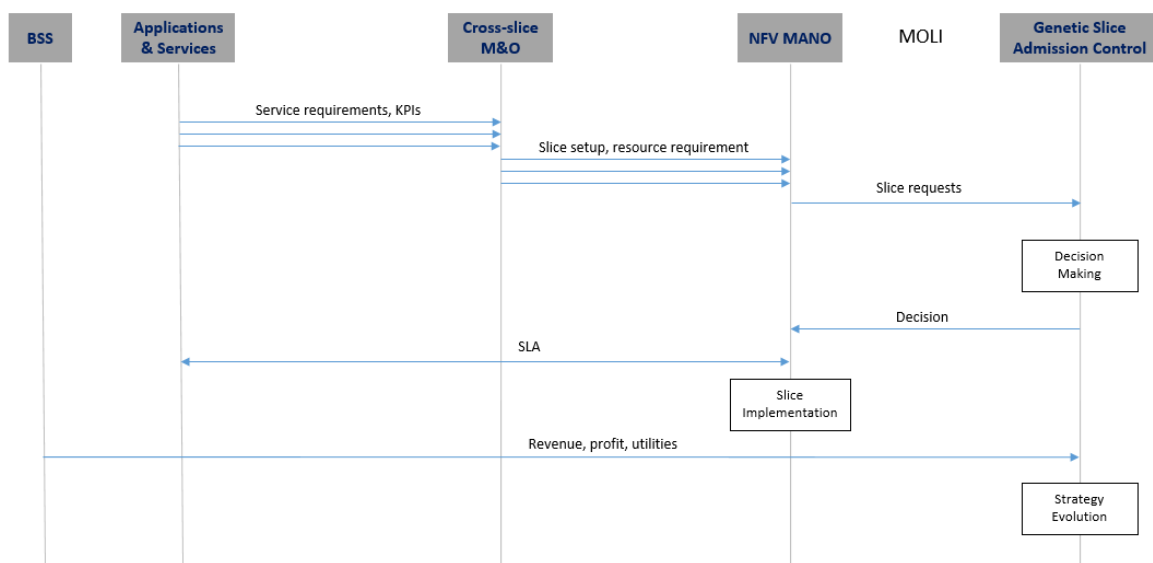 BSS
Applications
& Services
Cross-slice
M&O
NFV MANO
MOLI
Genetic Slice
Admission Control
Service requirements, KPIs
Slice setup, resource requirement
Slice requests
Decision
Making
Decision
SLA
Slice
Implementation
Revenue, profit, utilities
Strategy
Evolution